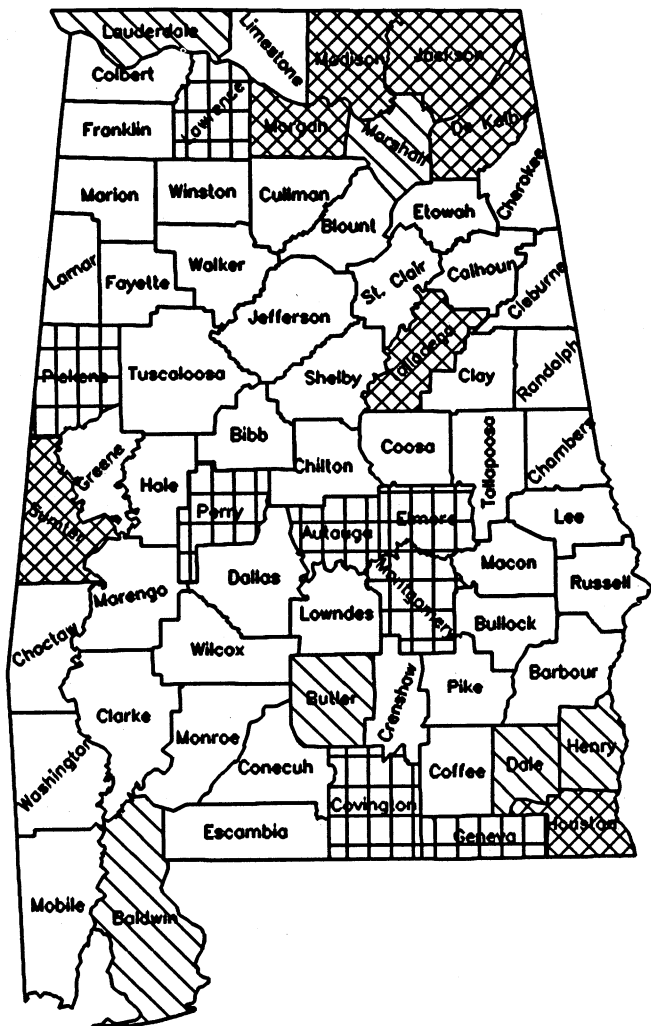 Lauderdale
Limestone
Madison
Jackson
Colbert
Lawrence
Franklin
Morgan
Marshall
De Kalb
Cherokee
Marion
Winston
Cullman
Blount
Etowah
Lamar
Fayette
Walker
St. Clair
Calhoun
Cleburne
Jefferson
Pickens
Tuscaloosa
Shelby
Talladega
Clay
Randolph
Greene
Hale
Bibb
Chilton
Coosa
Tallapoosa
Chambers
Sumter
Perry
Autauga
Elmore
Lee
Marengo
Dallas
Lowndes
Montgomery
Macon
Russell
Choctaw
Wilcox
Bullock
Clarke
Butler
Crenshaw
Pike
Barbour
Washington
Monroe
Conecuh
Coffee
Dale
Henry
Escambia
Covington
Geneva
Houston
Mobile
Baldwin